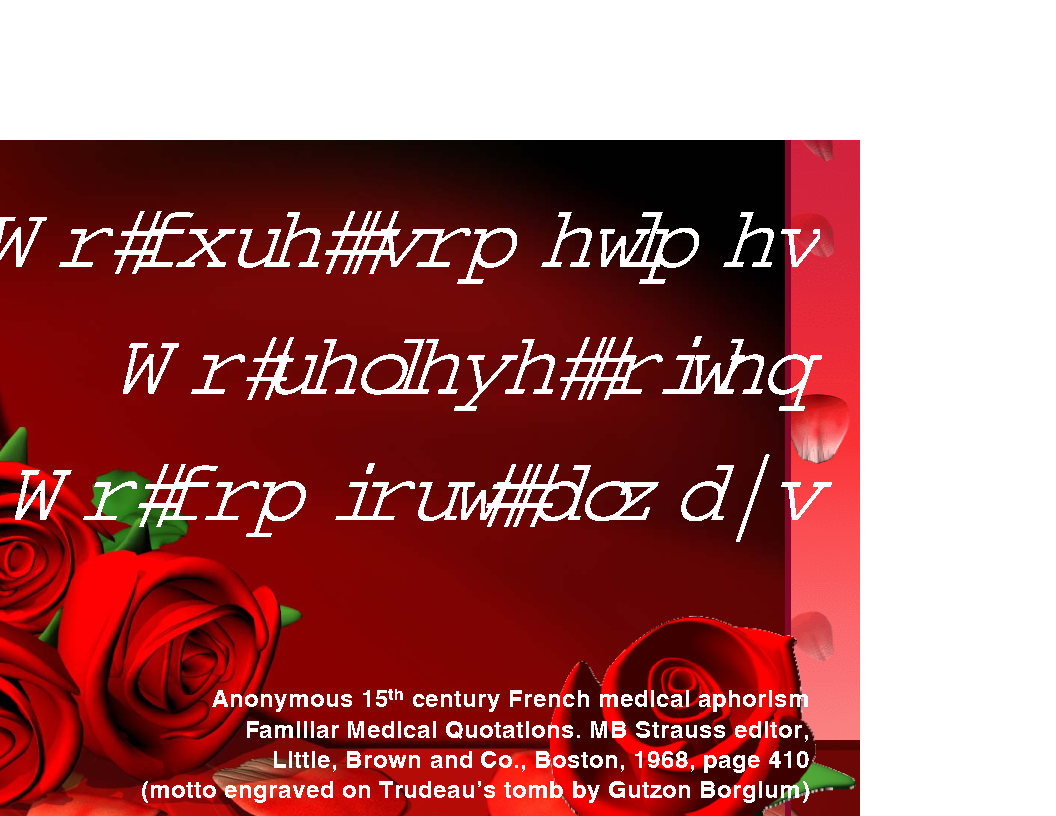 Wr#fxuh##vrphwlphv
Wr#uholhyh##riwhq
Wr#frpiruw##dozd|v
Anonymous 15th century French medical aphorism
Familiar Medical Quotations. MB Strauss editor,
Little, Brown and Co., Boston, 1968, page 410
(motto engraved on Trudeau's tomb by Gutzon Borglum)